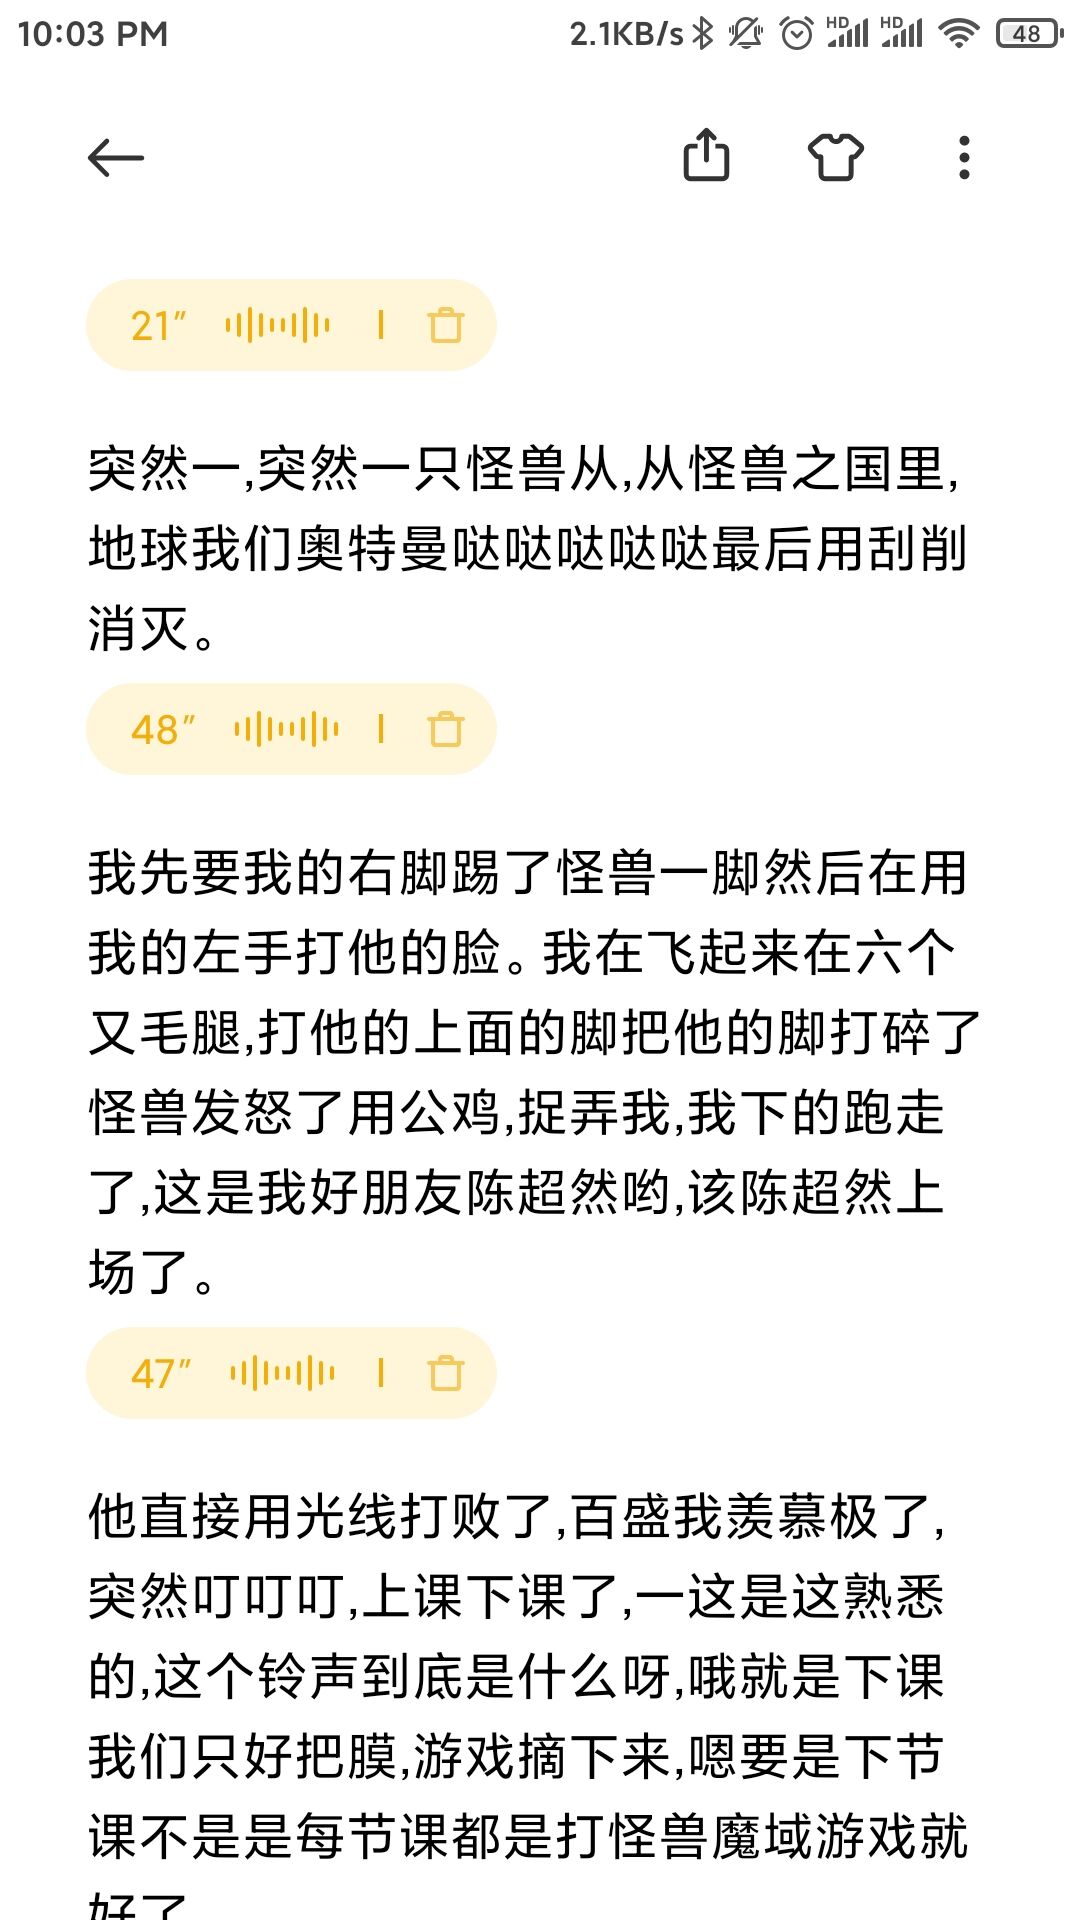 10:03 PM 2.1KB/s HD HD 48
21″
突然一,突然一只怪兽从,从怪兽之国里,
地球我们奥特曼哒哒哒哒哒最后用刮削
消灭。
48″
我先要我的右脚踢了怪兽一脚然后在用
我的左手打他的脸。我在飞起来在六个
又毛腿,打他的上面的脚把他的脚打碎了
怪兽发怒了用公鸡,捉弄我,我下的跑走
了,这是我好朋友陈超然哟,该陈超然上
场了。
47″
他直接用光线打败了,百盛我羡慕极了,
突然叮叮叮,上课下课了,一这是这熟悉
的,这个铃声到底是什么呀,哦就是下课
我们只好把膜,游戏摘下来,嗯要是下节
课不是是每节课都是打怪兽魔域游戏就
好了